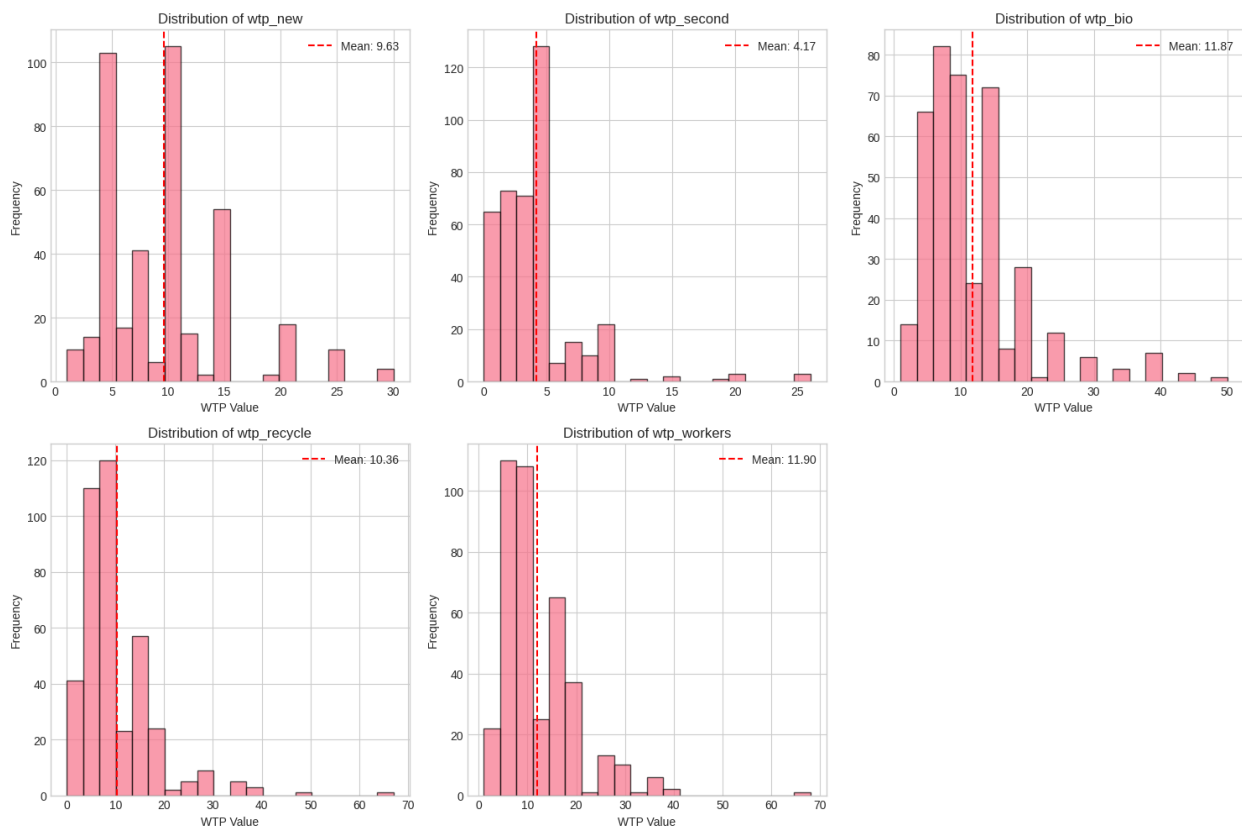 Distribution of wtp_new
Mean: 9.63
Frequency
100
80
60
40
20
0
0 5 10 15 20 25 30
WTP Value
Distribution of wtp_second
Mean: 4.17
Frequency
120
100
80
60
40
20
0
0 5 10 15 20 25
WTP Value
Distribution of wtp_bio
Mean: 11.87
Frequency
80
70
60
50
40
30
20
10
0
0 10 20 30 40 50
WTP Value
Distribution of wtp_recycle
Mean: 10.36
Frequency
120
100
80
60
40
20
0
0 10 20 30 40 50 60 70
WTP Value
Distribution of wtp_workers
Mean: 11.90
Frequency
100
80
60
40
20
0
0 10 20 30 40 50 60 70
WTP Value